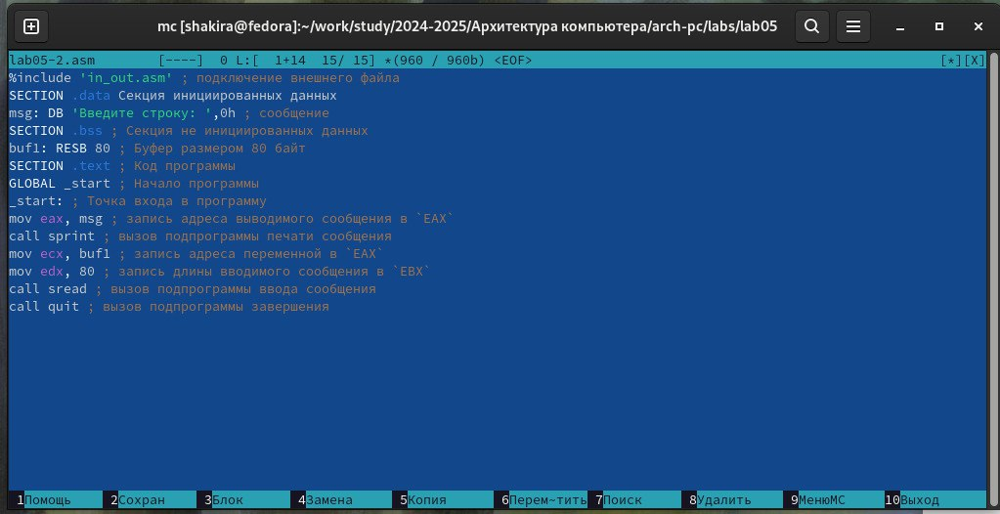 mc [shakira@fedora]:~/work/study/2024-2025/Архитектура компьютера/arch-pc/labs/lab05
lab05-2.asm [----] 0 L:[ 1+14 15/ 15] *(960 / 960b) <EOF> [*][X]
%include 'in_out.asm' ; подключение внешнего файла
SECTION .data Секция инициированных данных
msg: DB 'Введите строку: ',0h ; сообщение
SECTION .bss ; Секция не инициированных данных
buf1: RESB 80 ; Буфер размером 80 байт
SECTION .text ; Код программы
GLOBAL _start ; Начало программы
_start: ; Точка входа в программу
mov eax, msg ; запись адреса выводимого сообщения в `EAX`
call sprint ; вызов подпрограммы печати сообщения
mov ecx, buf1 ; запись адреса переменной в `EAX`
mov edx, 80 ; запись длины вводимого сообщения в `EBX`
call sread ; вызов подпрограммы ввода сообщения
call quit ; вызов подпрограммы завершения
1Помощь 2Сохран 3Блок 4Замена 5Копия 6Перем~тить 7Поиск 8Удалить 9МенюMC 10Выход